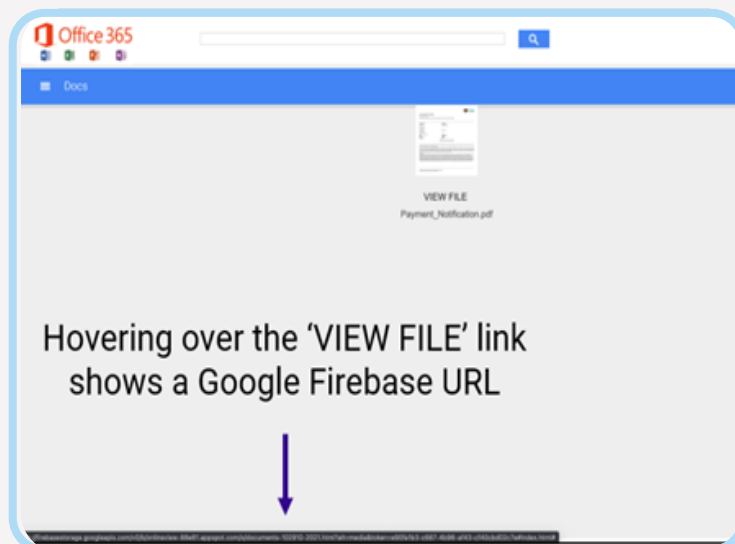 Office 365
Docs
VIEW FILE
Payment_Notification.pdf
Hovering over the ‘VIEW FILE’ link
shows a Google Firebase URL